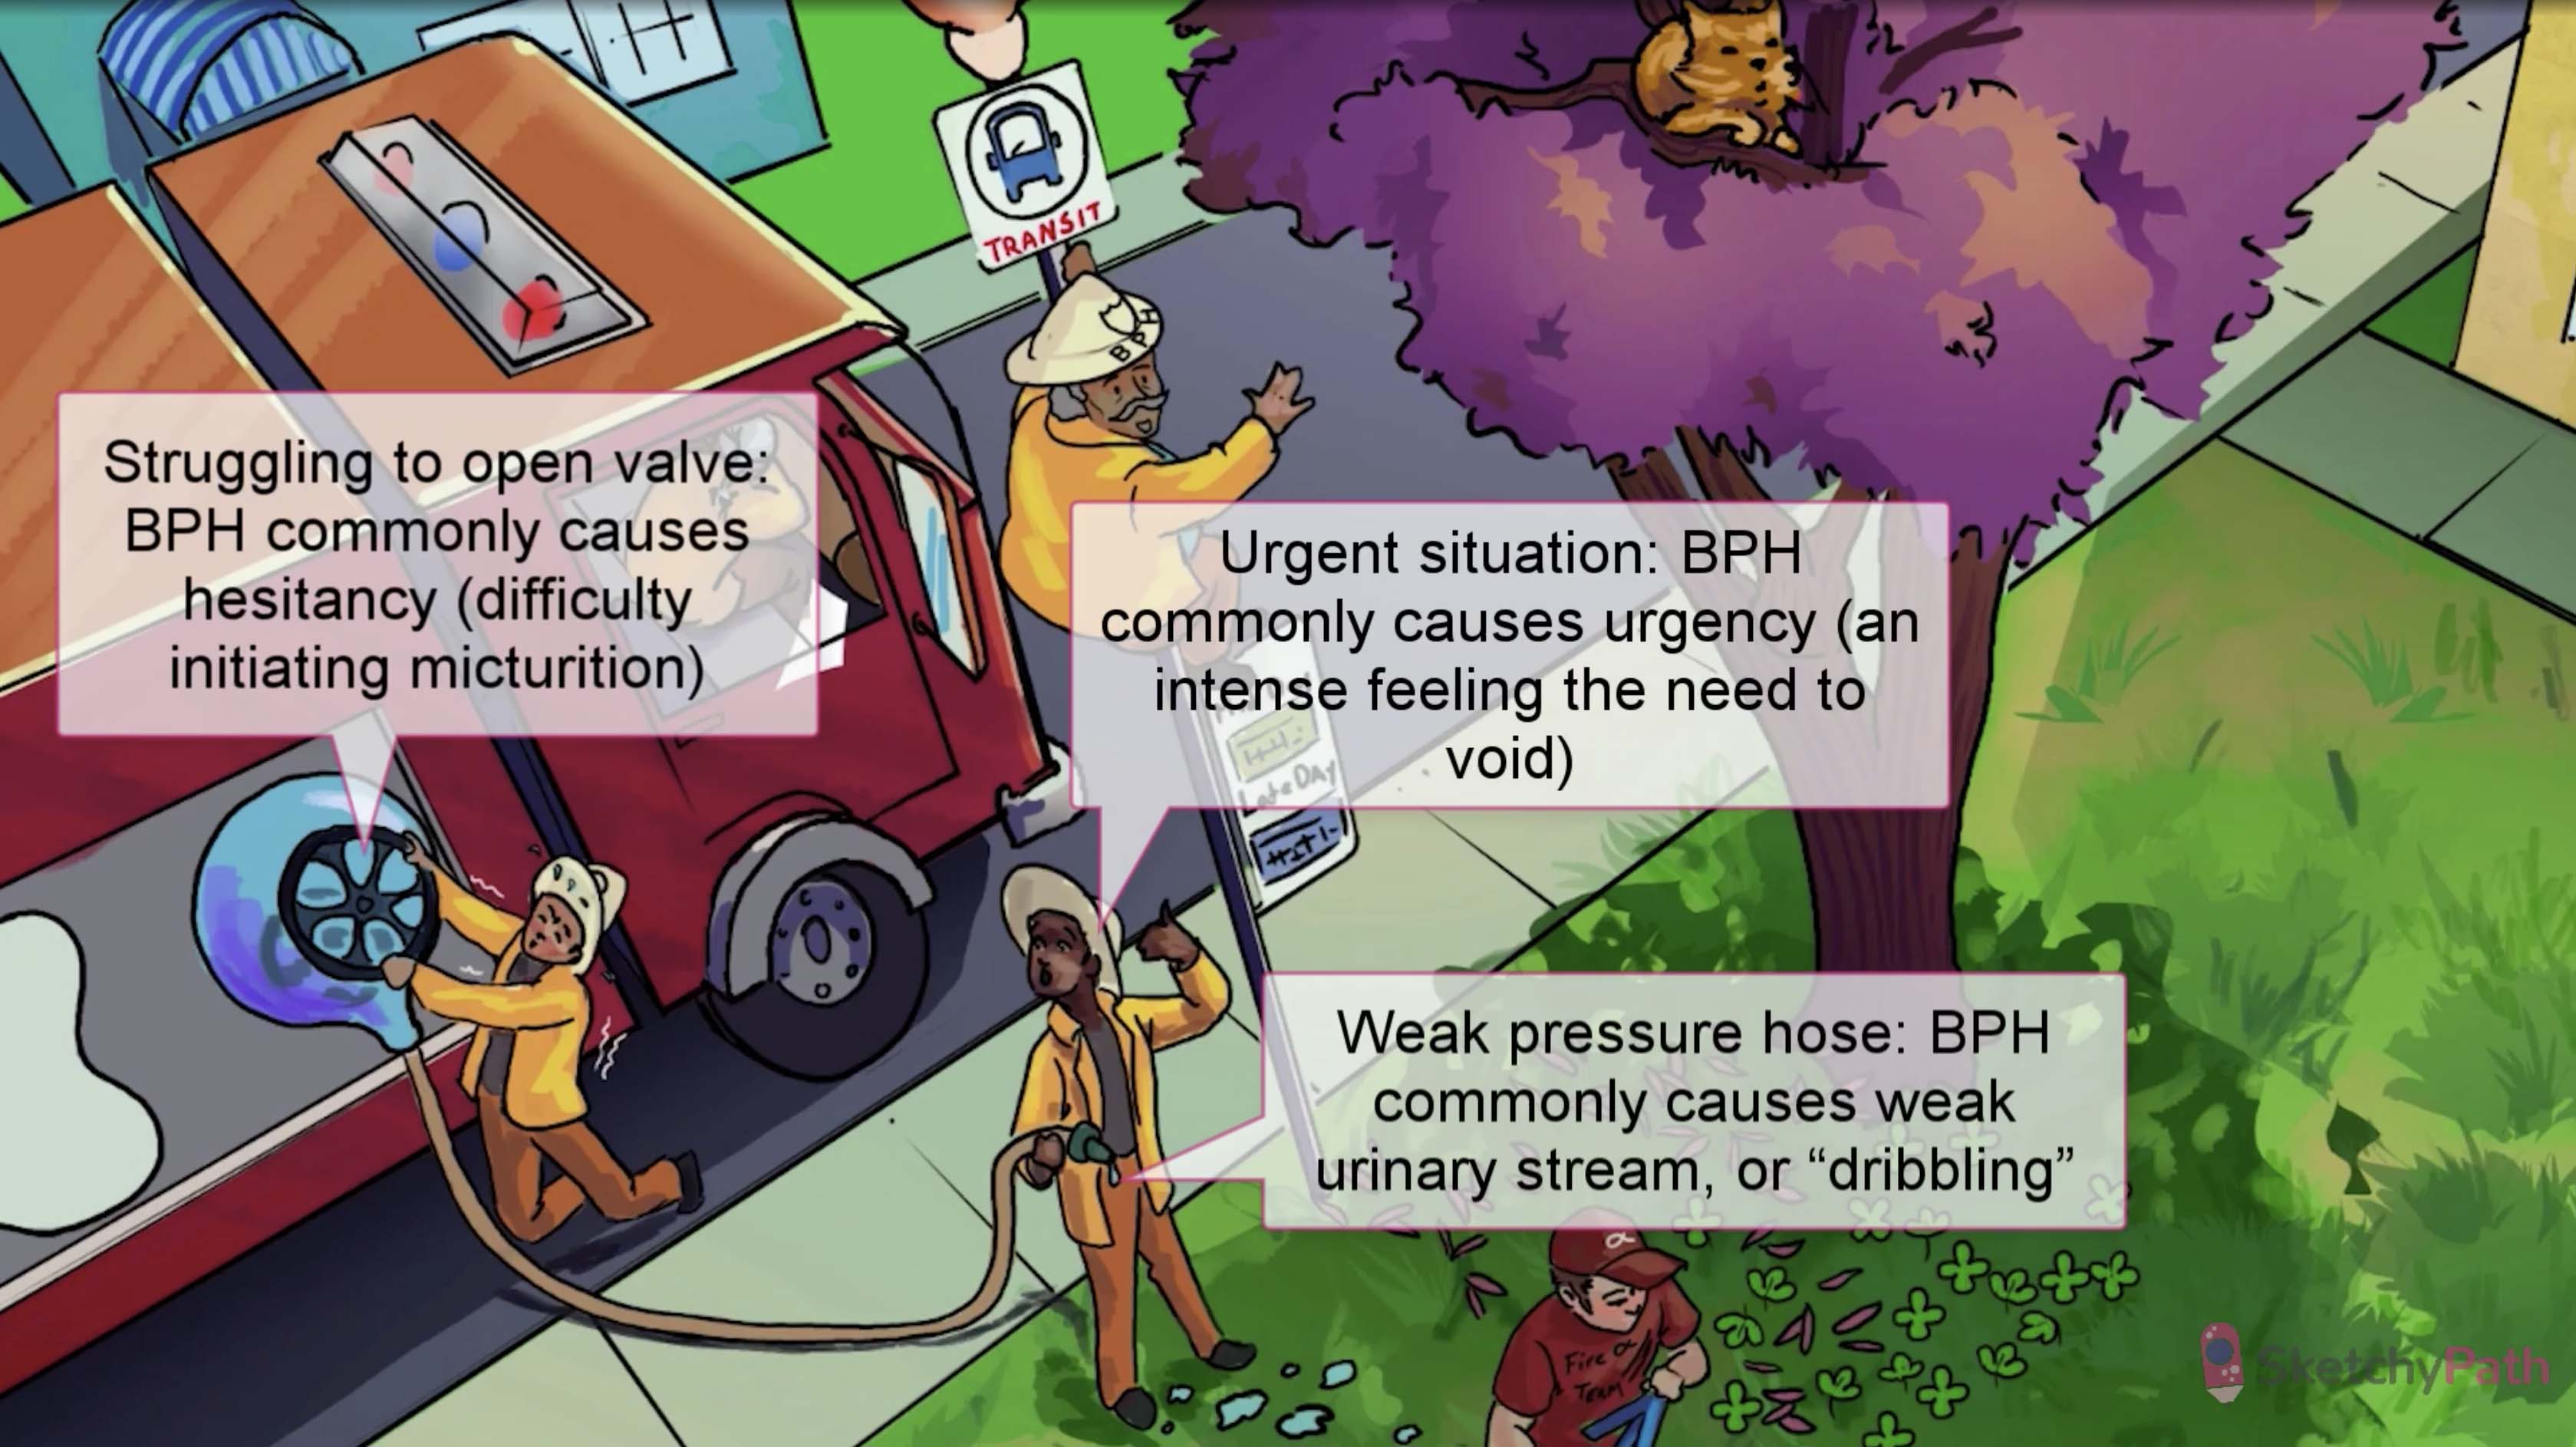 TRANSIT
BPH
Struggling to open valve:
BPH commonly causes
hesitancy (difficulty
initiating micturition)
Urgent situation: BPH
commonly causes urgency (an
intense feeling the need to
void)
Late DAY
Weak pressure hose: BPH
commonly causes weak
urinary stream, or “dribbling”
α
Fire α
TEAM
SketchyPath